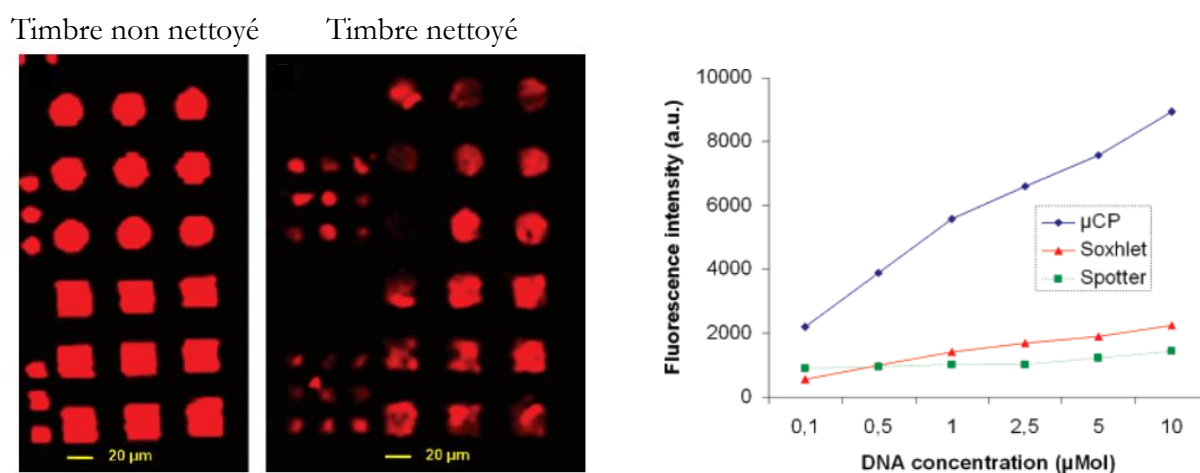 Timbre non nettoyé
Timbre nettoyé
20 µm
20 µm
Fluorescence intensity (a.u.)
10000
8000
6000
4000
2000
0
µCP
Soxhlet
Spotter
0,1 0,5 1 2,5 5 10
DNA concentration (µMol)